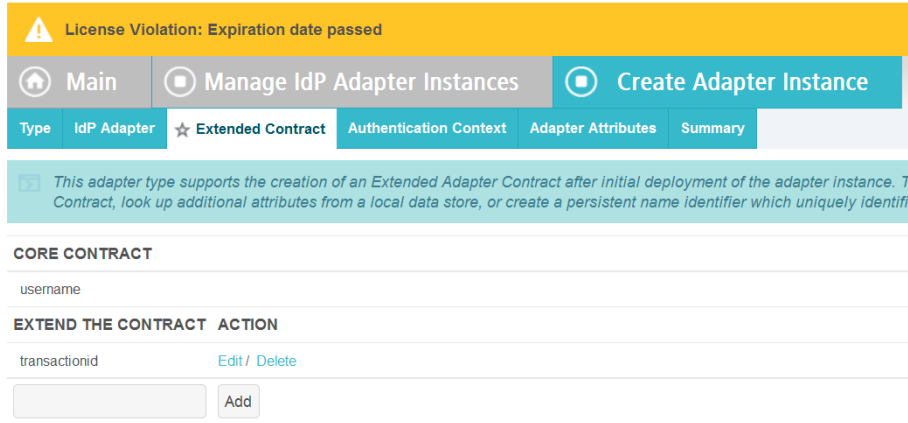 License Violation: Expiration date passed
Main Manage IdP Adapter Instances Create Adapter Instance
Type IdP Adapter Extended Contract Authentication Context Adapter Attributes Summary
This adapter type supports the creation of an Extended Adapter Contract after initial deployment of the adapter instance.
Contract, look up additional attributes from a local data store, or create a persistent name identifier which uniquely
CORE CONTRACT
username
EXTEND THE CONTRACT ACTION
transactionid Edit / Delete
Add